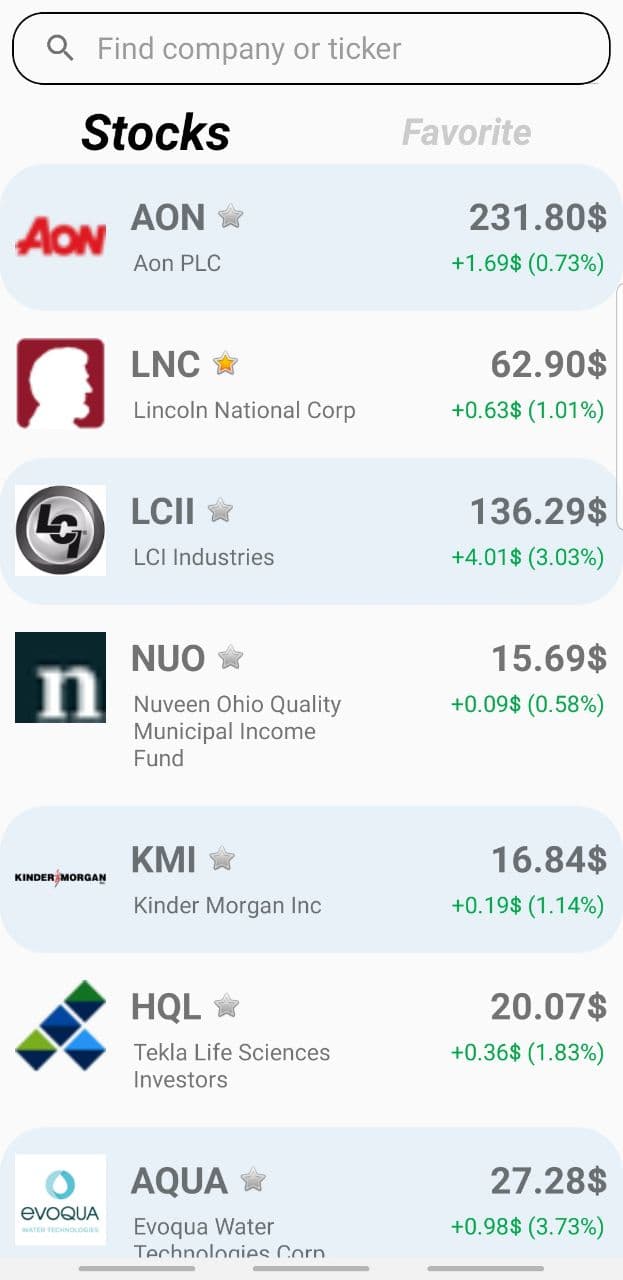 Find company or ticker
Stocks Favorite
AON
AON 231.80$
Aon PLC +1.69$ (0.73%)
LNC 62.90$
Lincoln National Corp +0.63$ (1.01%)
LCI
LCII 136.29$
LCI Industries +4.01$ (3.03%)
n
NUO 15.69$
Nuveen Ohio Quality +0.09$ (0.58%)
Municipal Income
Fund
KINDER MORGAN
KMI 16.84$
Kinder Morgan Inc +0.19$ (1.14%)
HQL 20.07$
Tekla Life Sciences +0.36$ (1.83%)
Investors
evoqua
WATER TECHNOLOGIES
AQUA 27.28$
Evoqua Water +0.98$ (3.73%)
Technologies Corp